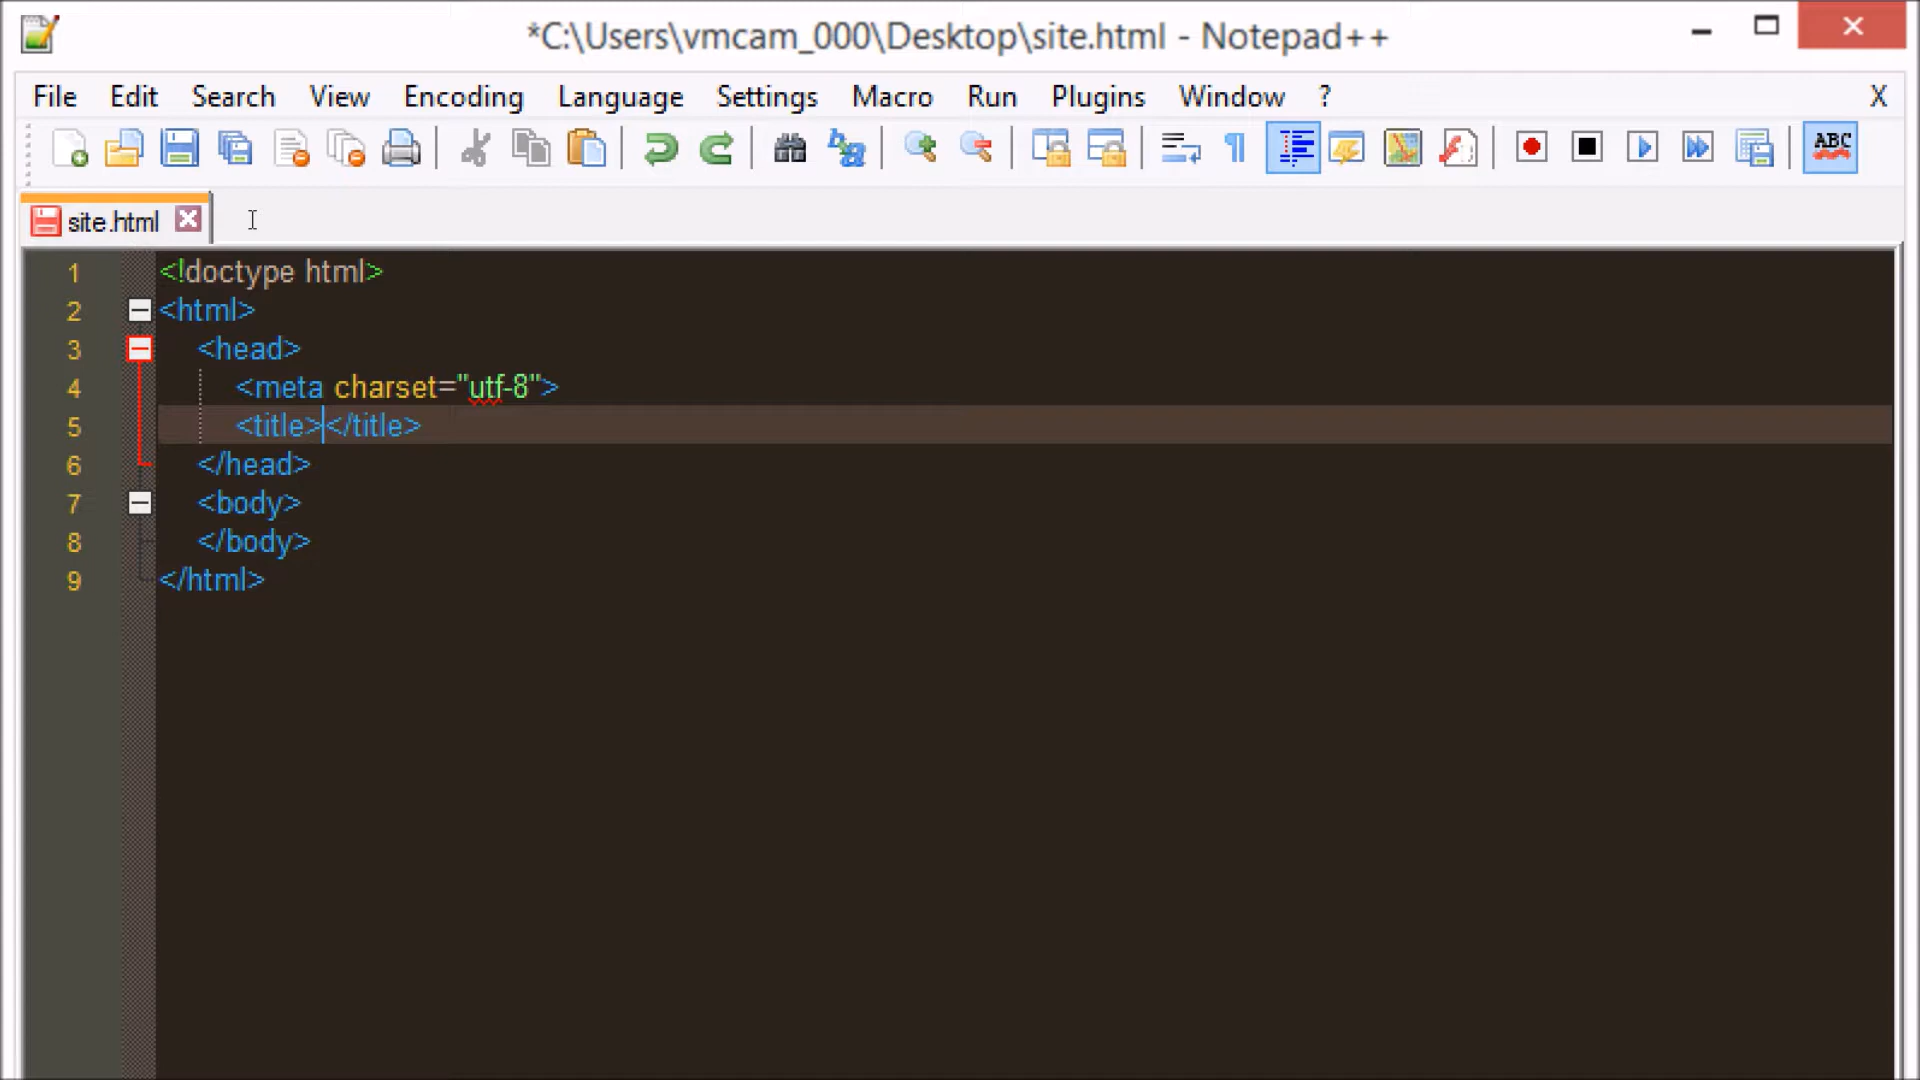 *C:\Users\vmcam_000\Desktop\site.html - Notepad++
File Edit Search View Encoding Language Settings Macro Run Plugins Window ? X
ABC
site.html
1 <!doctype html>
2 <html>
3 <head>
4 <meta charset="utf-8">
5 <title></title>
6 </head>
7 <body>
8 </body>
9 </html>